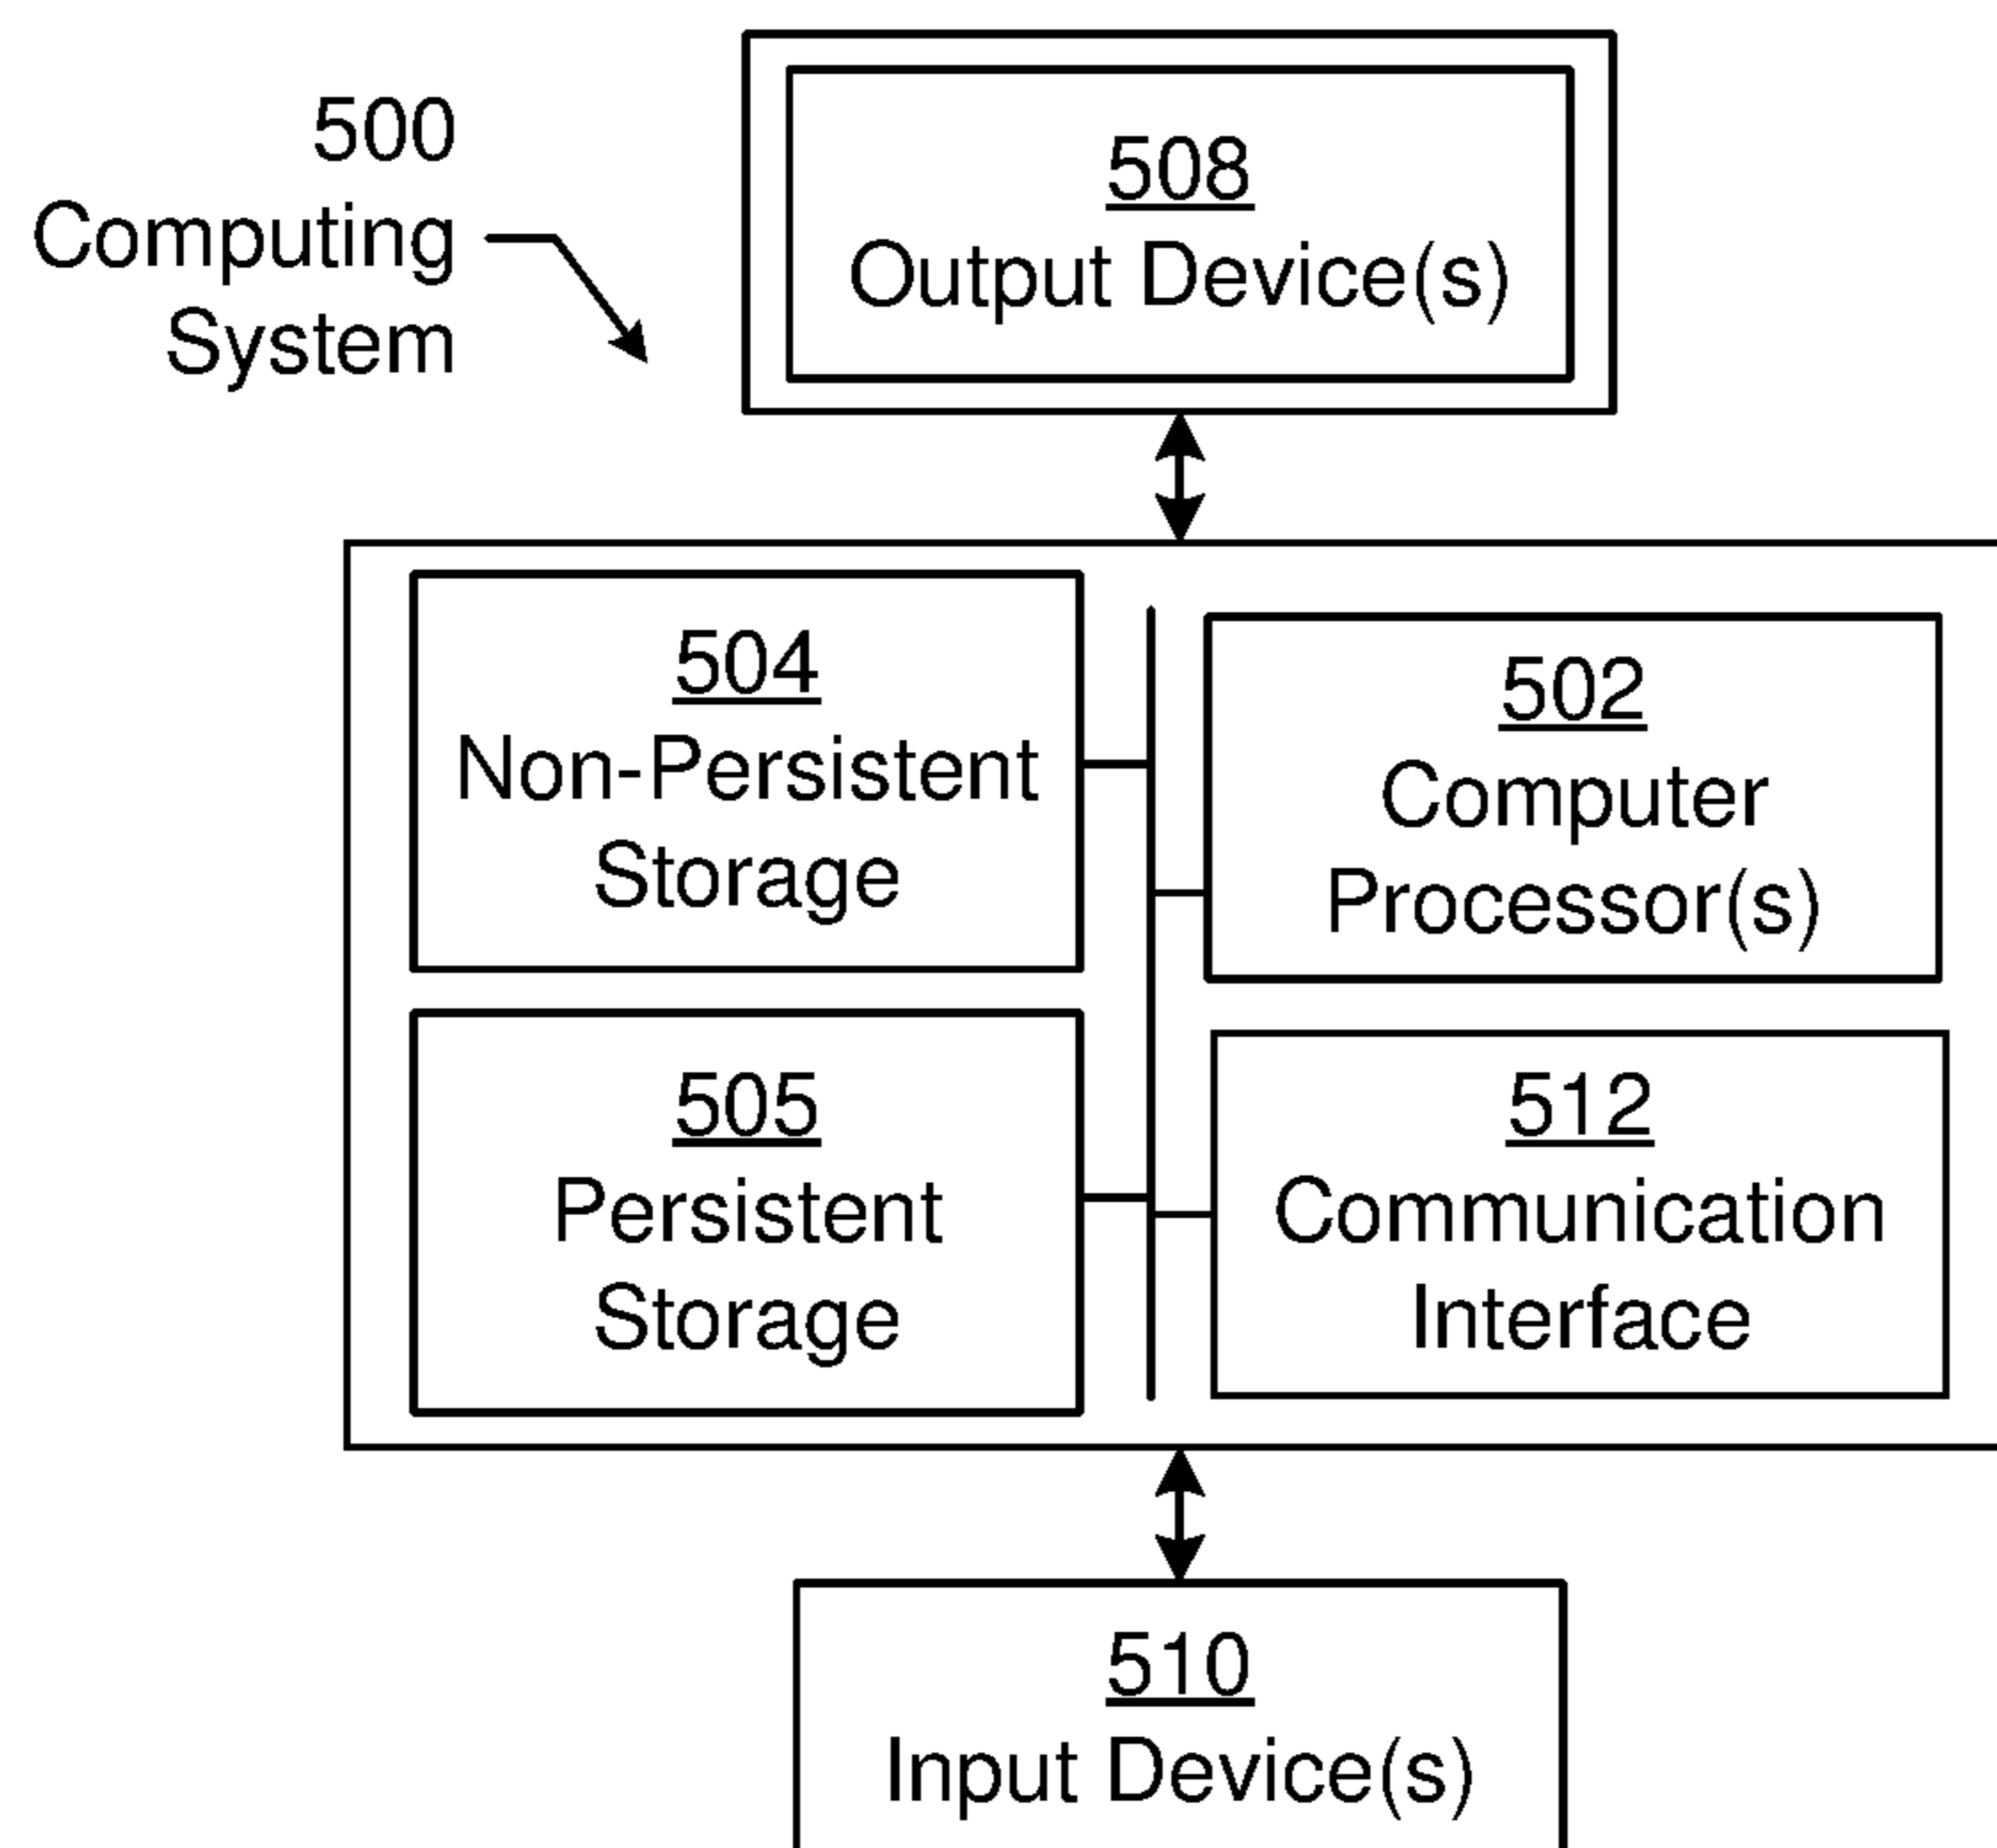 500
Computing
System
508
Output Device(s)
504
Non-Persistent
Storage
502
Computer
Processor(s)
505
Persistent
Storage
512
Communication
Interface
510
Input Device(s)